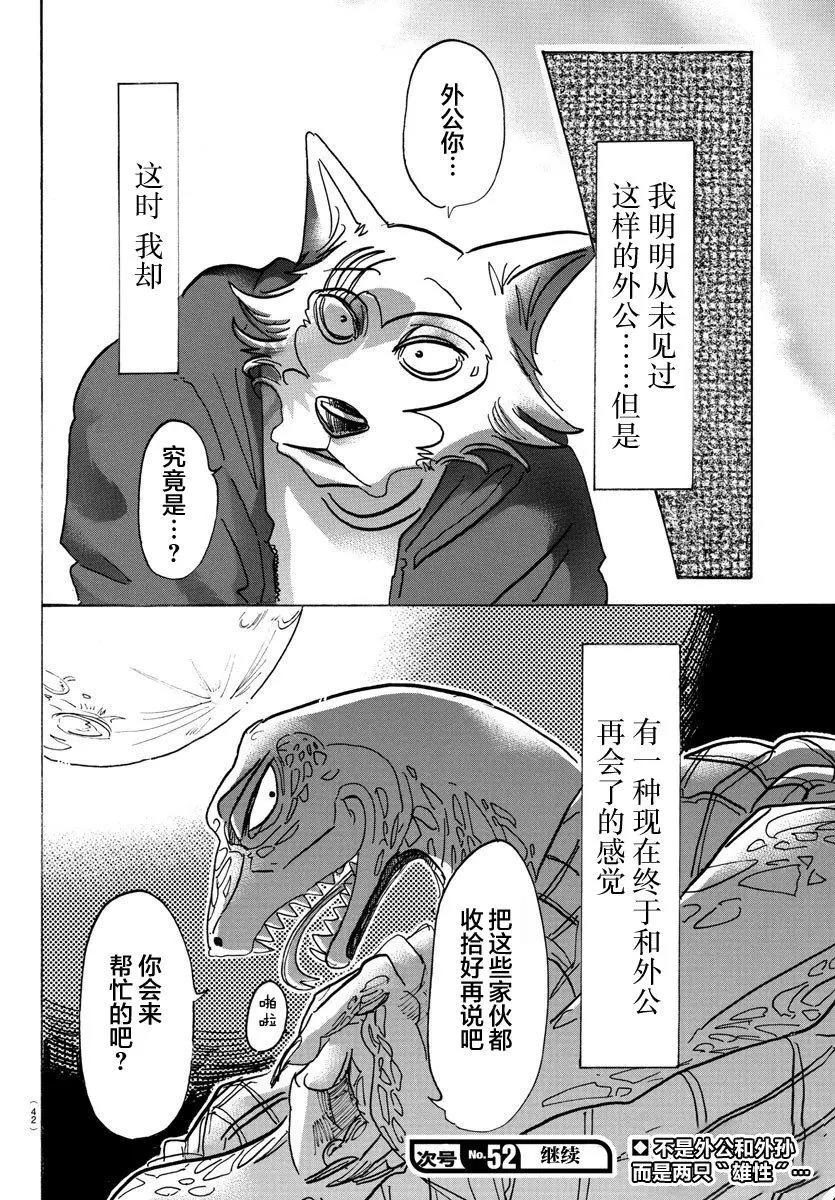 我明明从未见过
这样的外公……但是
外公你…
这时 我却
究竟是…？
有一种现在终于和外公
再会了的感觉
把这些家伙都
收拾好再说吧
啪啦
你会来
帮忙的吧？
次号 No.52 继续
◆不是外公和外孙
而是两只“雄性”…
(42)